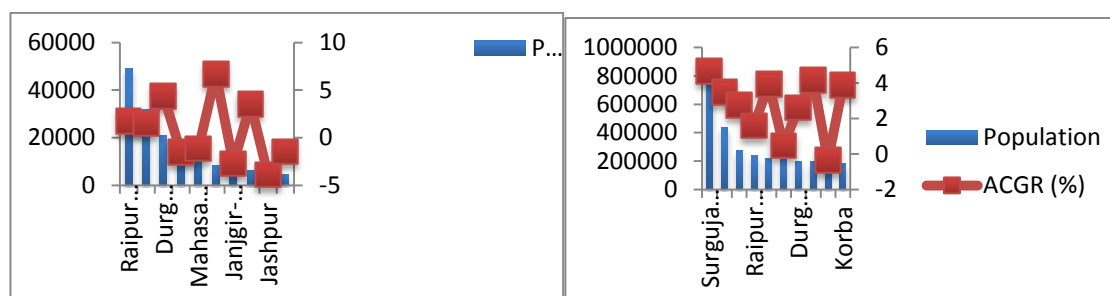 60000
40000
20000
0
10
5
0
-5
Raipur...
Durg...
Mahasa...
Janjgir-...
Jashpur
P...
1000000
800000
600000
400000
200000
0
6
4
2
0
-2
Surguja...
Raipur...
Durg...
Korba
Population
ACGR (%)